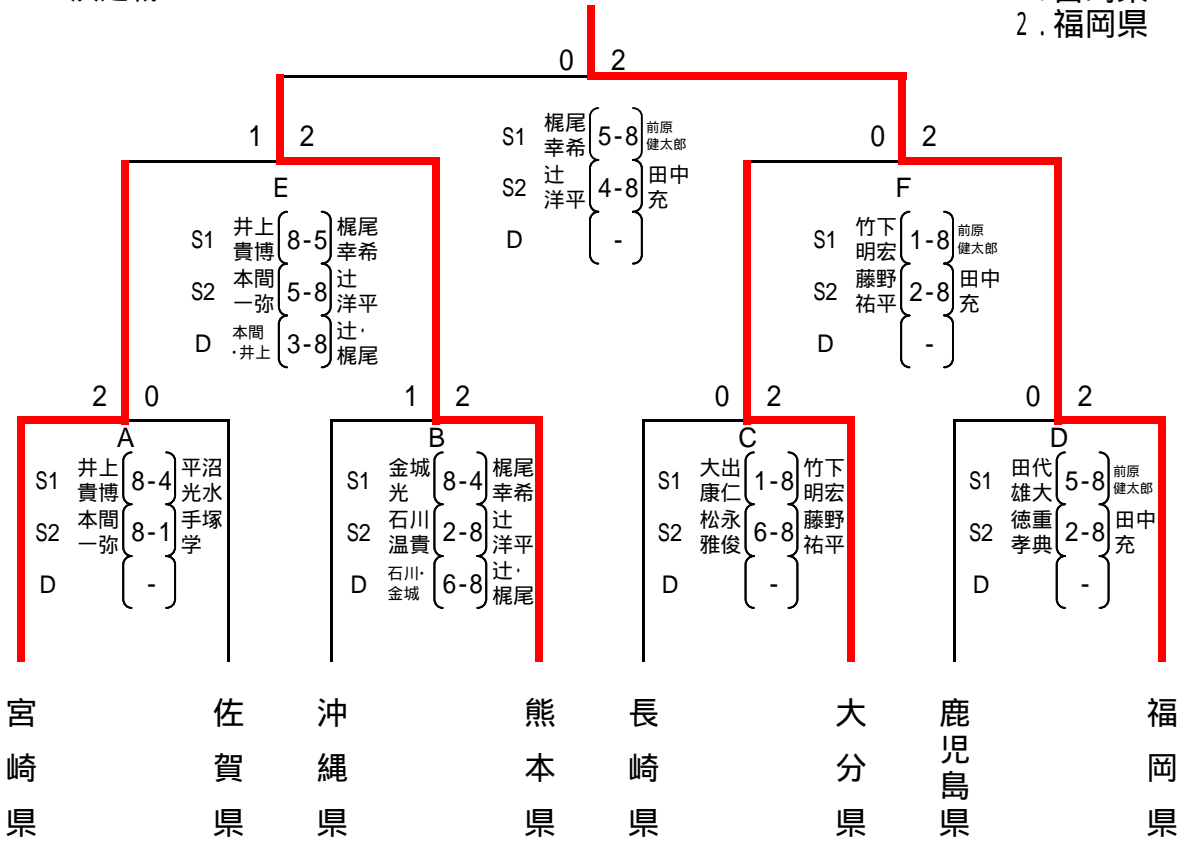 2．福岡県
0 2
S1 梶尾幸希 5-8 前原健太郎
S2 辻洋平 4-8 田中充
D -
1 2
E
S1 井上貴博 8-5 梶尾幸希
S2 本間一弥 5-8 辻洋平
D 本間・井上 3-8 辻・梶尾
0 2
F
S1 竹下明宏 1-8 前原健太郎
S2 藤野祐平 2-8 田中充
D -
2 0
A
S1 井上貴博 8-4 平沼光水
S2 本間一弥 8-1 手塚学
D -
1 2
B
S1 金城光 8-4 梶尾幸希
S2 石川温貴 2-8 辻洋平
D 石川・金城 6-8 辻・梶尾
0 2
C
S1 大出康仁 1-8 竹下明宏
S2 松永雅俊 6-8 藤野祐平
D -
0 2
D
S1 田代雄大 5-8 前原健太郎
S2 徳重孝典 2-8 田中充
D -
宮崎県
佐賀県
沖縄県
熊本県
長崎県
大分県
鹿児島県
福岡県